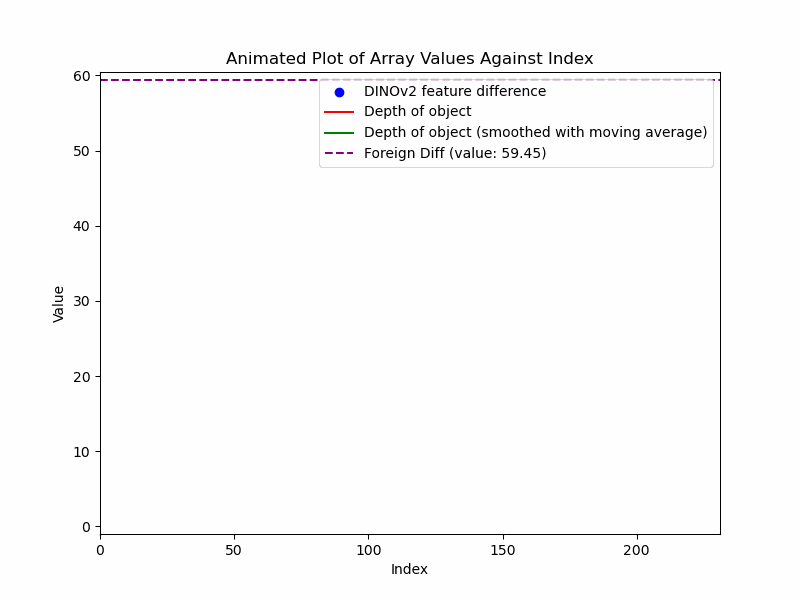 Animated Plot of Array Values Against Index
60
50
40
30
20
10
0
Value
DINOv2 feature difference
Depth of object
Depth of object (smoothed with moving average)
Foreign Diff (value: 59.45)
0 50 100 150 200
Index